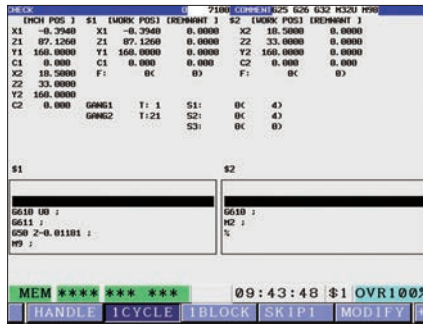 CHECK O 7100 COMMENT G25 G26 G32 M32U M98
[MCH POS ] $1 [WORK POS] [REMNANT ] $2 [WORK POS] [REMNANT ]
X1 -0.3940 X1 -0.3940 0.0000 X2 18.5000 0.0000
Z1 87.1260 Z1 87.1260 0.0000 Z2 33.0000 0.0000
Y1 160.0000 Y1 160.0000 0.0000 Y2 160.0000 0.0000
C1 0.000 C1 0.000 0.000 C2 0.000 0.000
X2 18.5000 F: 0( 0) F: 0( 0)
Z2 33.0000
Y2 160.0000
C2 0.000 GANG1 T: 1 S1: 0( 4)
GANG2 T:21 S2: 0( 4)
S3: 0( 0)
$1 $2
G610 U0 ; G610 ;
G611 ; M2 ;
G50 Z-0.01181 ; %
M9 ;
MEM **** *** *** 09:43:48 $1 OVR100%
HANDLE 1CYCLE 1BLOCK SKIP1 MODIFY